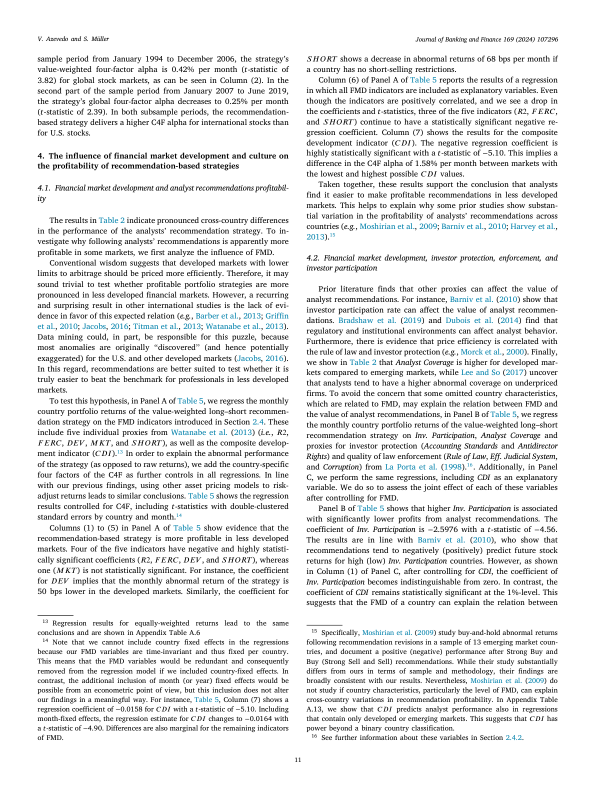 V. Azevedo and S. Müller
Journal of Banking and Finance 169 (2024) 107296
sample period from January 1994 to December 2006, the strategy's
value-weighted four-factor alpha is 0.42% per month (t-statistic of
3.82) for global stock markets, as can be seen in Column (2). In the
second part of the sample period from January 2007 to June 2019,
the strategy's global four-factor alpha decreases to 0.25% per month
(t-statistic of 2.39). In both subsample periods, the recommendation-
based strategy delivers a higher C4F alpha for international stocks than
for U.S. stocks.
4. The influence of financial market development and culture on
the profitability of recommendation-based strategies
4.1. Financial market development and analyst recommendations profitabil-
ity
The results in Table 2 indicate pronounced cross-country differences
in the performance of the analysts' recommendation strategy. To in-
vestigate why following analysts' recommendations is apparently more
profitable in some markets, we first analyze the influence of FMD.
Conventional wisdom suggests that developed markets with lower
limits to arbitrage should be priced more efficiently. Therefore, it may
sound trivial to test whether profitable portfolio strategies are more
pronounced in less developed financial markets. However, a recurring
and surprising result in other international studies is the lack of evi-
dence in favor of this expected relation (e.g., Barber et al., 2013; Griffin
et al., 2010; Jacobs, 2016; Titman et al., 2013; Watanabe et al., 2013).
Data mining could, in part, be responsible for this puzzle, because
most anomalies are originally “discovered” (and hence potentially
exaggerated) for the U.S. and other developed markets (Jacobs, 2016).
In this regard, recommendations are better suited to test whether it is
truly easier to beat the benchmark for professionals in less developed
markets.
To test this hypothesis, in Panel A of Table 5, we regress the monthly
country portfolio returns of the value-weighted long–short recommen-
dation strategy on the FMD indicators introduced in Section 2.4. These
include five individual proxies from Watanabe et al. (2013) (i.e., R2,
FERC, DEV, MKT, and SHORT), as well as the composite develop-
ment indicator (CDI).13 In order to explain the abnormal performance
of the strategy (as opposed to raw returns), we add the country-specific
four factors of the C4F as further controls in all regressions. In line
with our previous findings, using other asset pricing models to risk-
adjust returns leads to similar conclusions. Table 5 shows the regression
results controlled for C4F, including t-statistics with double-clustered
standard errors by country and month.14
Columns (1) to (5) in Panel A of Table 5 show evidence that the
recommendation-based strategy is more profitable in less developed
markets. Four of the five indicators have negative and highly statisti-
cally significant coefficients (R2, FERC, DEV, and SHORT), whereas
one (MKT) is not statistically significant. For instance, the coefficient
for DEV implies that the monthly abnormal return of the strategy is
50 bps lower in the developed markets. Similarly, the coefficient for
13 Regression results for equally-weighted returns lead to the same
conclusions and are shown in Appendix Table A.6
14 Note that we cannot include country fixed effects in the regressions
because our FMD variables are time-invariant and thus fixed per country.
This means that the FMD variables would be redundant and consequently
removed from the regression model if we included country-fixed effects. In
contrast, the additional inclusion of month (or year) fixed effects would be
possible from an econometric point of view, but this inclusion does not alter
our findings in a meaningful way. For instance, Table 5, Column (7) shows a
regression coefficient of −0.0158 for CDI with a t-statistic of −5.10. Including
month-fixed effects, the regression estimate for CDI changes to −0.0164 with
a t-statistic of −4.90. Differences are also marginal for the remaining indicators
of FMD.
SHORT shows a decrease in abnormal returns of 68 bps per month if
a country has no short-selling restrictions.
Column (6) of Panel A of Table 5 reports the results of a regression
in which all FMD indicators are included as explanatory variables. Even
though the indicators are positively correlated, and we see a drop in
the coefficients and t-statistics, three of the five indicators (R2, FERC,
and SHORT) continue to have a statistically significant negative re-
gression coefficient. Column (7) shows the results for the composite
development indicator (CDI). The negative regression coefficient is
highly statistically significant with a t-statistic of −5.10. This implies a
difference in the C4F alpha of 1.58% per month between markets with
the lowest and highest possible CDI values.
Taken together, these results support the conclusion that analysts
find it easier to make profitable recommendations in less developed
markets. This helps to explain why some prior studies show substan-
tial variation in the profitability of analysts' recommendations across
countries (e.g., Moshirian et al., 2009; Barniv et al., 2010; Harvey et al.,
2013).15
4.2. Financial market development, investor protection, enforcement, and
investor participation
Prior literature finds that other proxies can affect the value of
analyst recommendations. For instance, Barniv et al. (2010) show that
investor participation rate can affect the value of analyst recommen-
dations. Bradshaw et al. (2019) and Dubois et al. (2014) find that
regulatory and institutional environments can affect analyst behavior.
Furthermore, there is evidence that price efficiency is correlated with
the rule of law and investor protection (e.g., Morck et al., 2000). Finally,
we show in Table 2 that Analyst Coverage is higher for developed mar-
kets compared to emerging markets, while Lee and So (2017) uncover
that analysts tend to have a higher abnormal coverage on underpriced
firms. To avoid the concern that some omitted country characteristics,
which are related to FMD, may explain the relation between FMD and
the value of analyst recommendations, in Panel B of Table 5, we regress
the monthly country portfolio returns of the value-weighted long–short
recommendation strategy on Inv. Participation, Analyst Coverage and
proxies for investor protection (Accounting Standards and Antidirector
Rights) and quality of law enforcement (Rule of Law, Eff. Judicial System,
and Corruption) from La Porta et al. (1998).16. Additionally, in Panel
C, we perform the same regressions, including CDI as an explanatory
variable. We do so to assess the joint effect of each of these variables
after controlling for FMD.
Panel B of Table 5 shows that higher Inv. Participation is associated
with significantly lower profits from analyst recommendations. The
coefficient of Inv. Participation is −2.5976 with a t-statistic of −4.56.
The results are in line with Barniv et al. (2010), who show that
recommendations tend to negatively (positively) predict future stock
returns for high (low) Inv. Participation countries. However, as shown
in Column (1) of Panel C, after controlling for CDI, the coefficient of
Inv. Participation becomes indistinguishable from zero. In contrast, the
coefficient of CDI remains statistically significant at the 1%-level. This
suggests that the FMD of a country can explain the relation between
15 Specifically, Moshirian et al. (2009) study buy-and-hold abnormal returns
following recommendation revisions in a sample of 13 emerging market coun-
tries, and document a positive (negative) performance after Strong Buy and
Buy (Strong Sell and Sell) recommendations. While their study substantially
differs from ours in terms of sample and methodology, their findings are
broadly consistent with our results. Nevertheless, Moshirian et al. (2009) do
not study if country characteristics, particularly the level of FMD, can explain
cross-country variations in recommendation profitability. In Appendix Table
A.13, we show that CDI predicts analyst performance also in regressions
that contain only developed or emerging markets. This suggests that CDI has
power beyond a binary country classification.
16 See further information about these variables in Section 2.4.2.
11